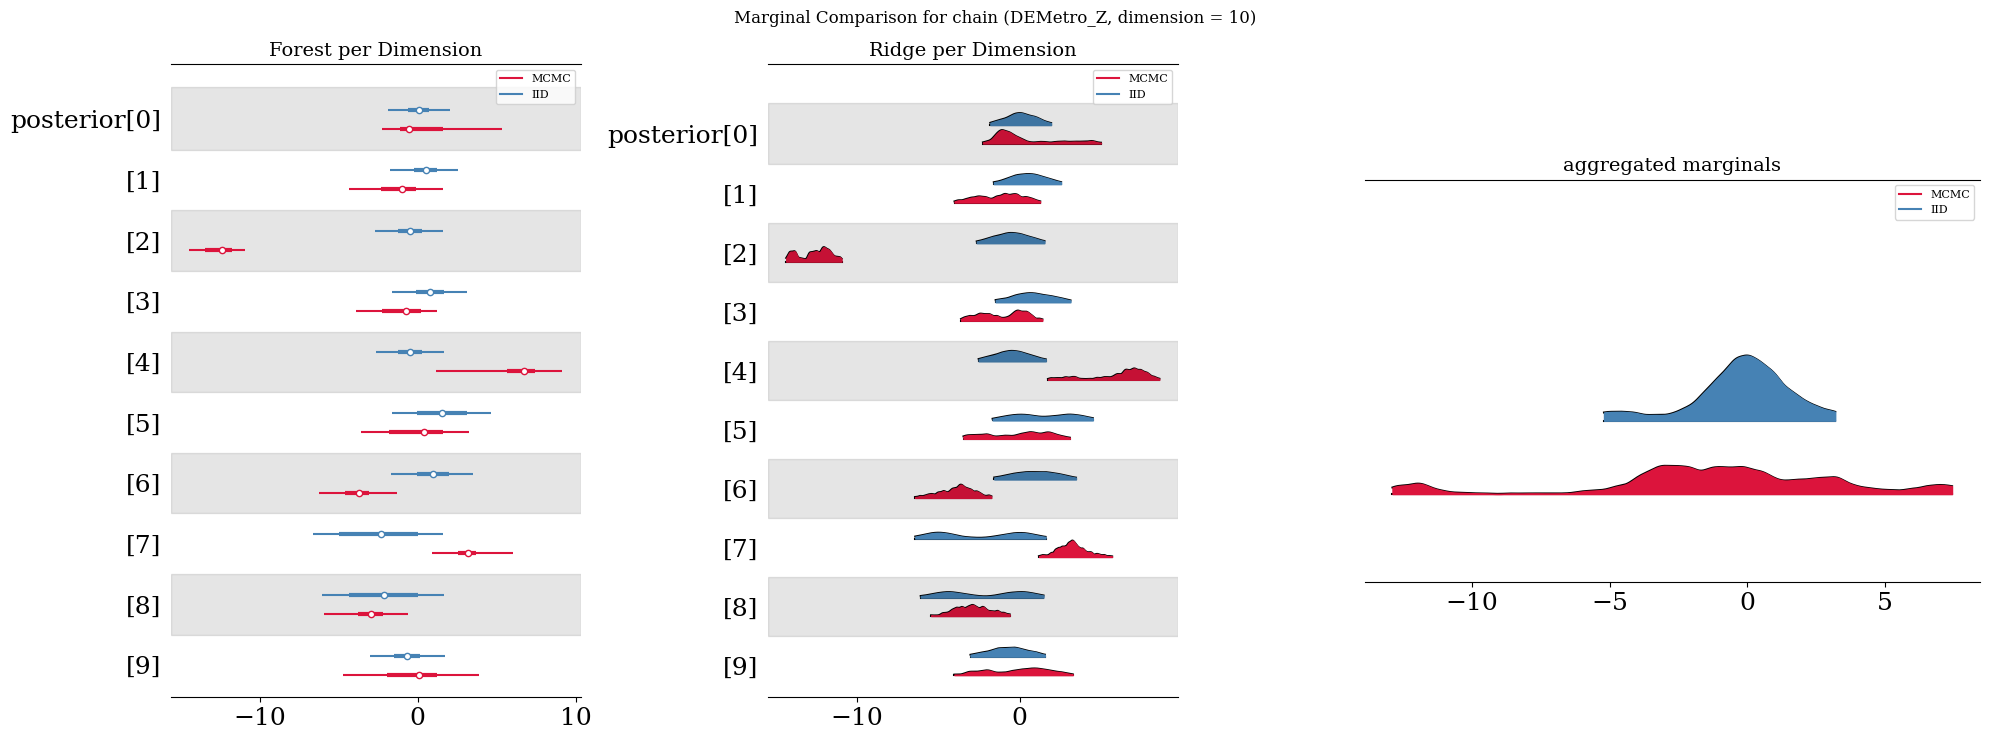 Marginal Comparison for chain (DEMetro_Z, dimension = 10)
Forest per Dimension
MCMC
IID
posterior[0]
[1]
[2]
[3]
[4]
[5]
[6]
[7]
[8]
[9]
−10 0 10
Ridge per Dimension
MCMC
IID
posterior[0]
[1]
[2]
[3]
[4]
[5]
[6]
[7]
[8]
[9]
−10 0
aggregated marginals
MCMC
IID
−10 −5 0 5